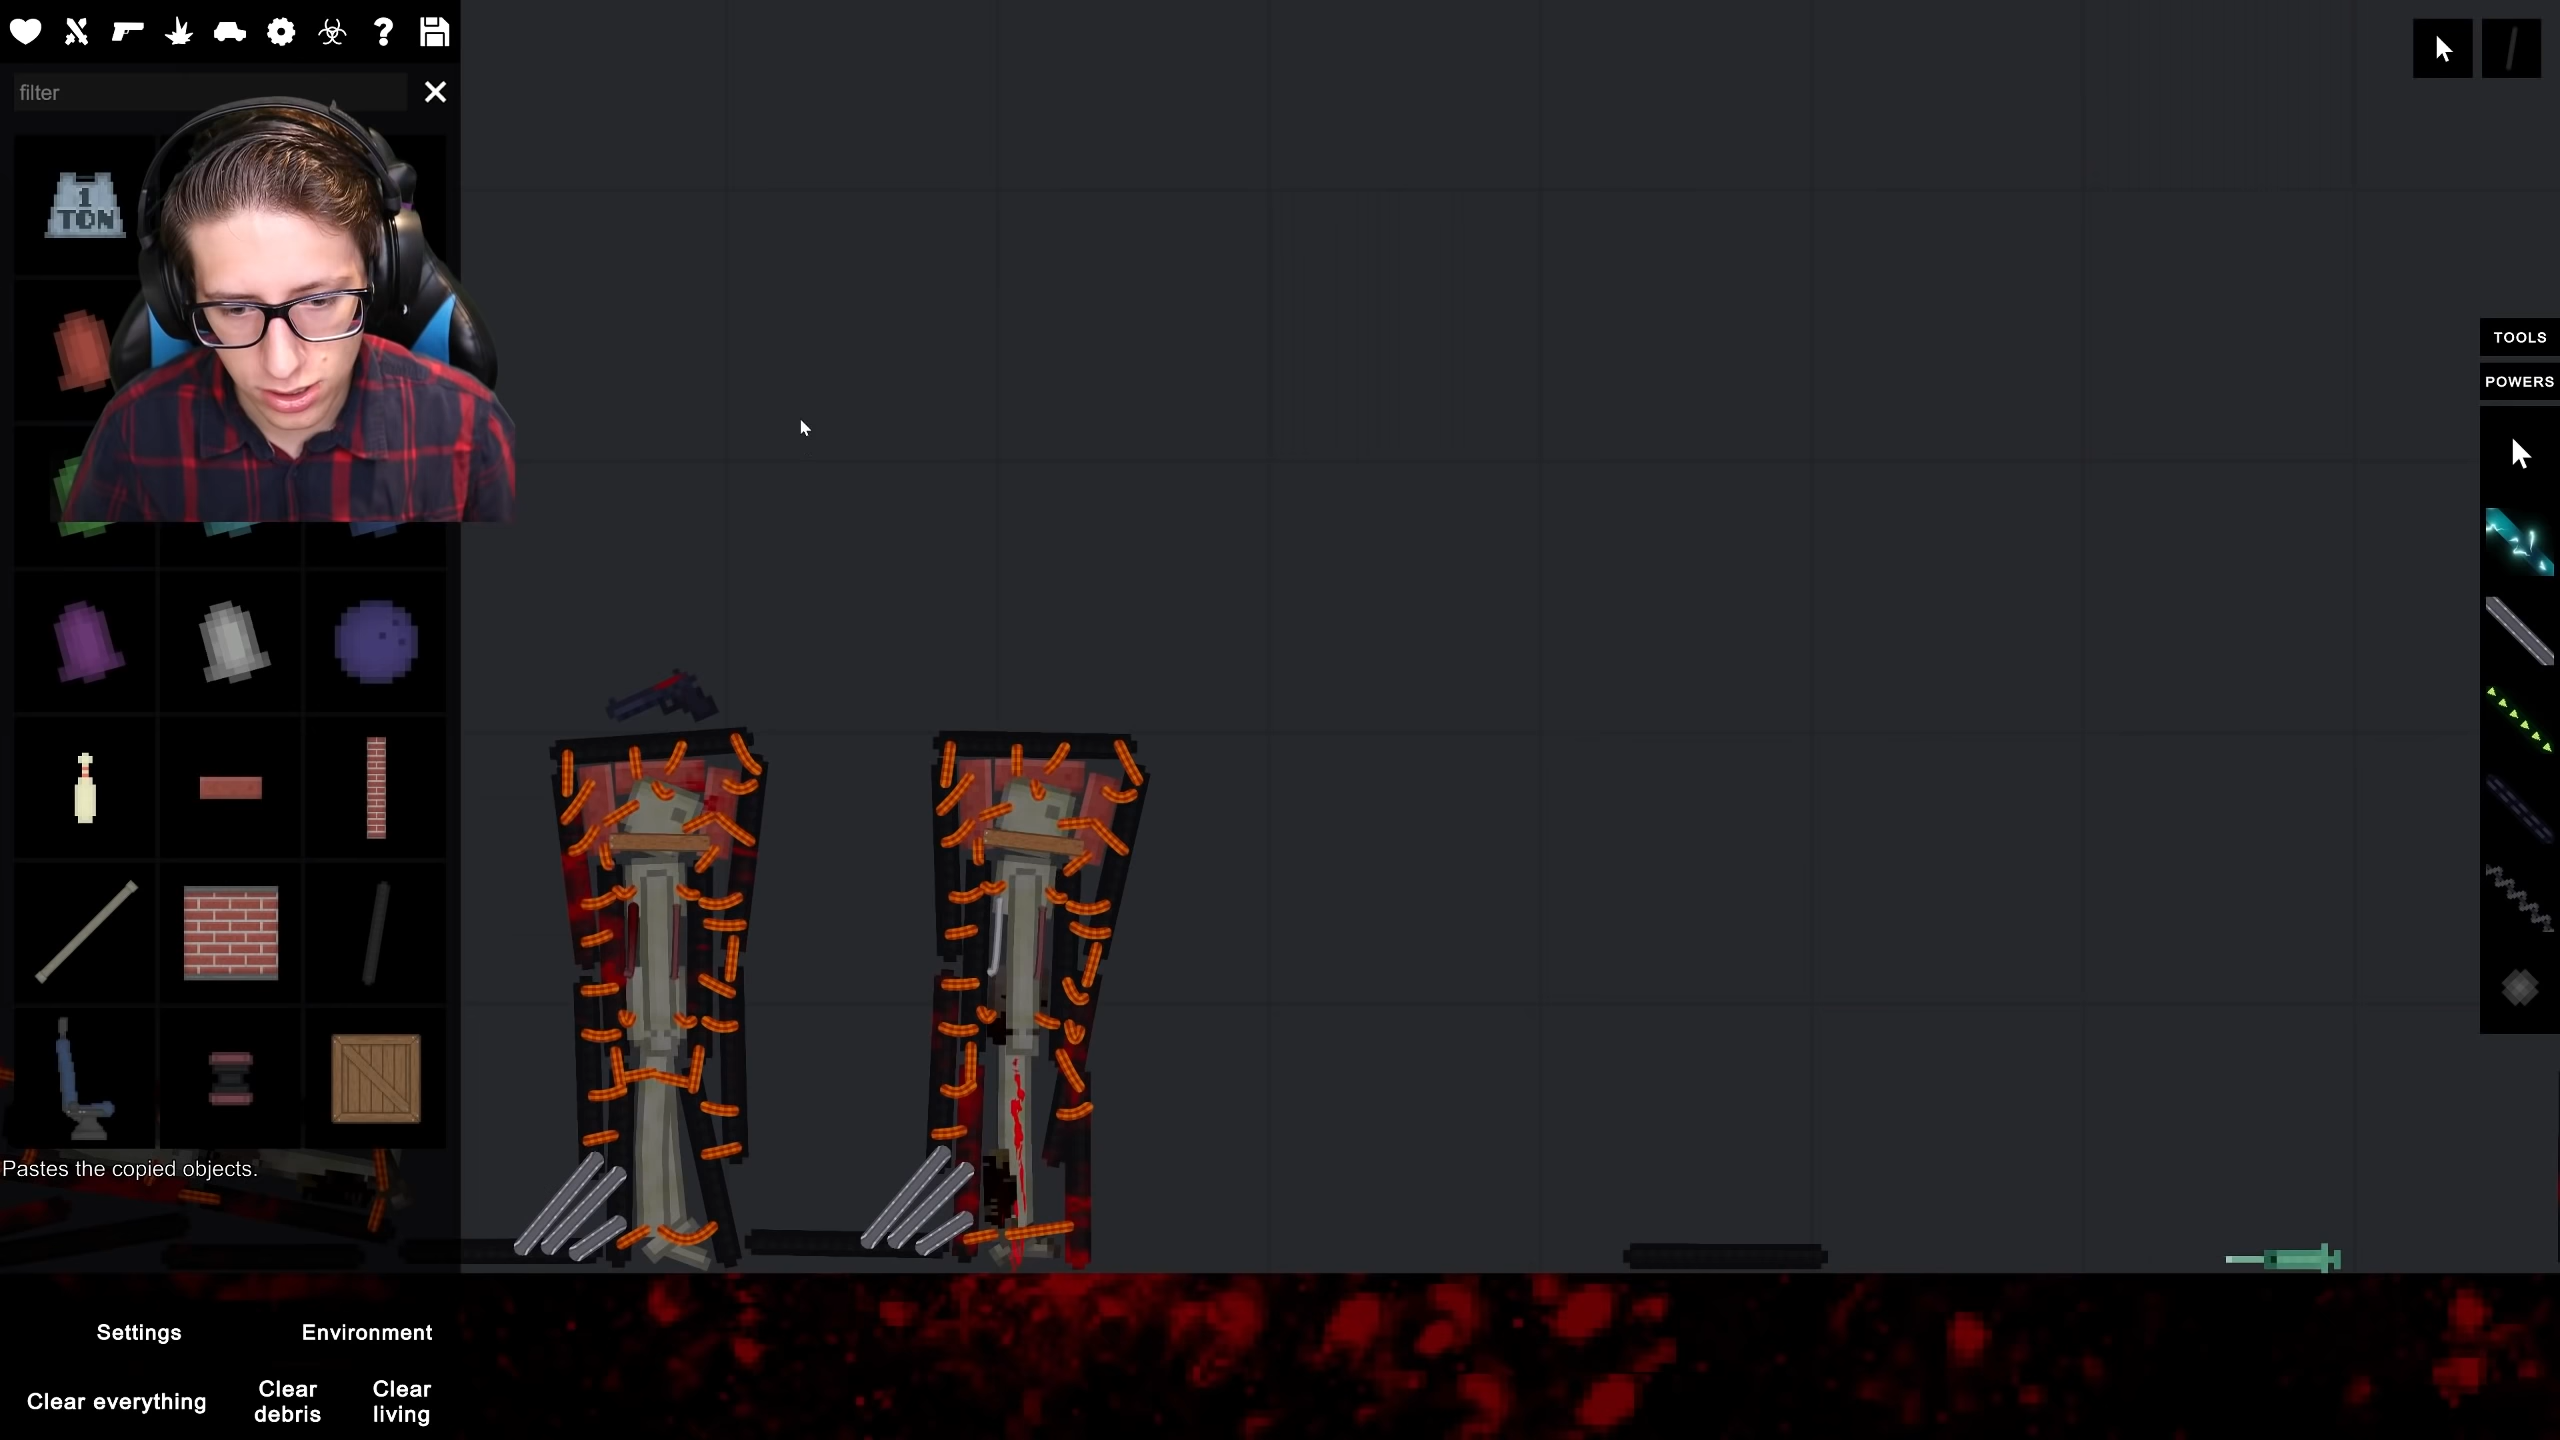 filter
1
TON
TOOLS
POWERS
Pastes the copied objects.
Settings
Environment
Clear everything
Clear
debris
Clear
living